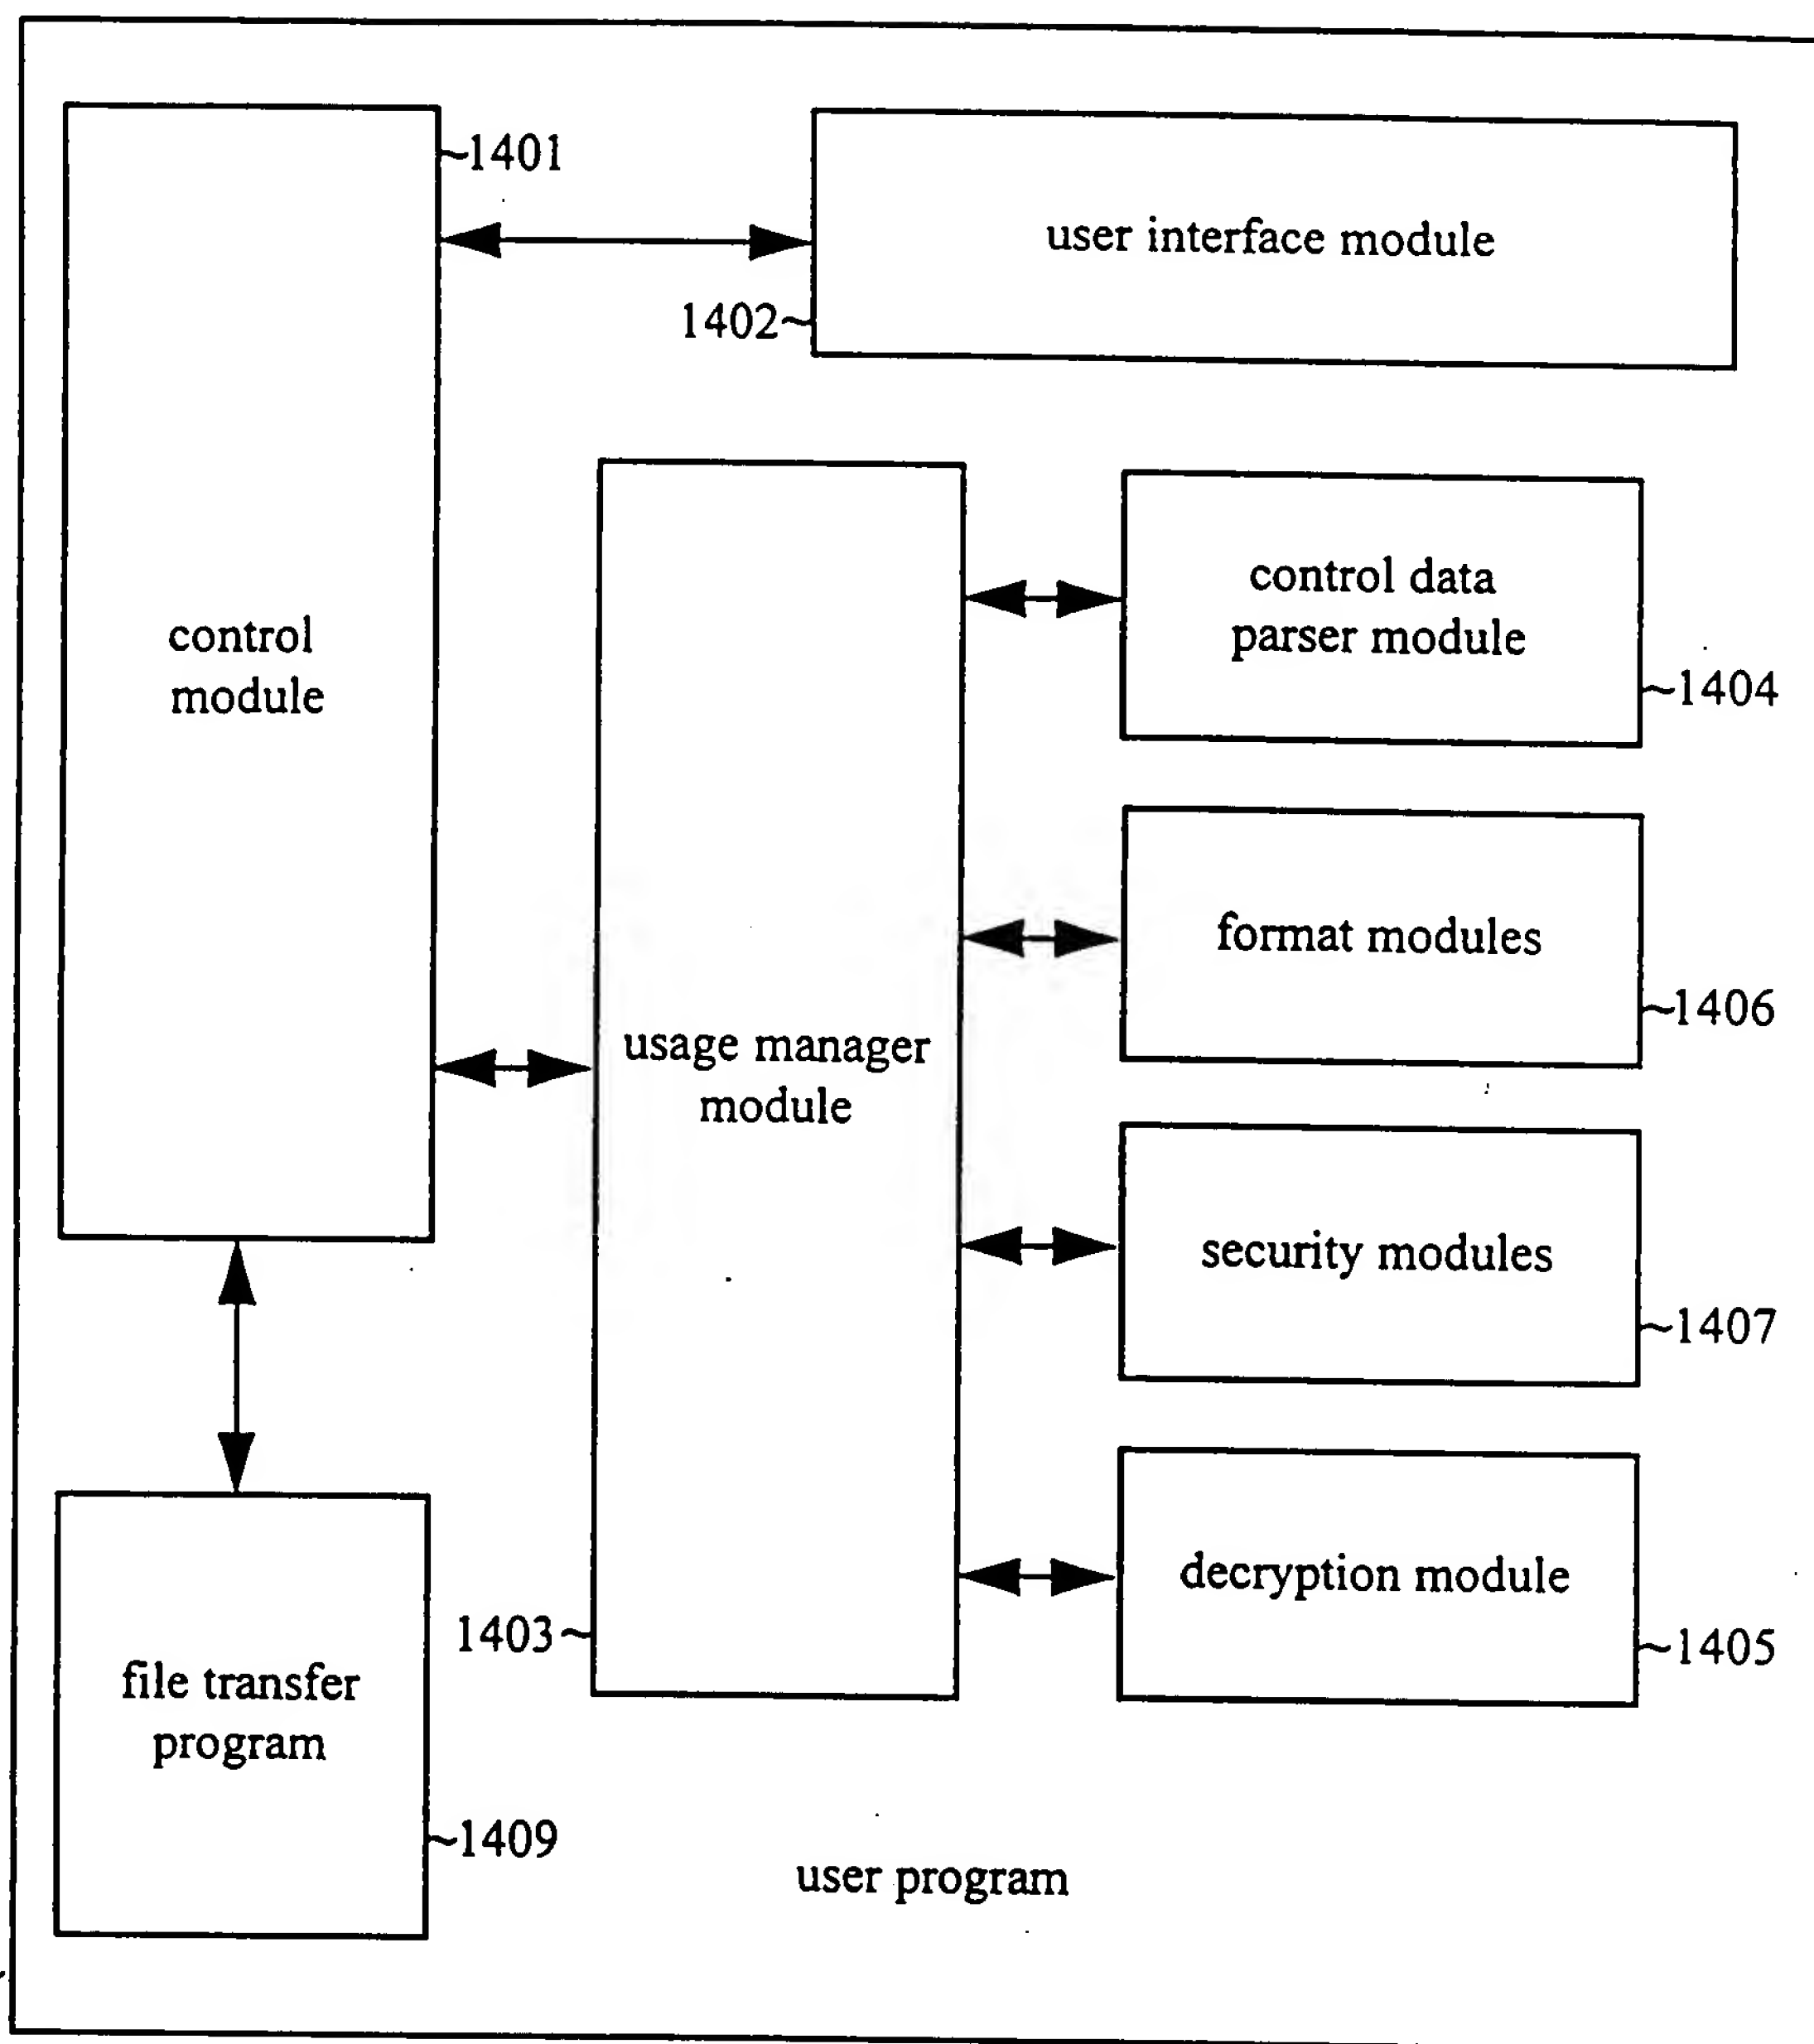 1401
user interface module
1402
control
module
control data
parser module
1404
format modules
1406
usage manager
module
security modules
1407
decryption module
1403
1405
file transfer
program
1409
user program